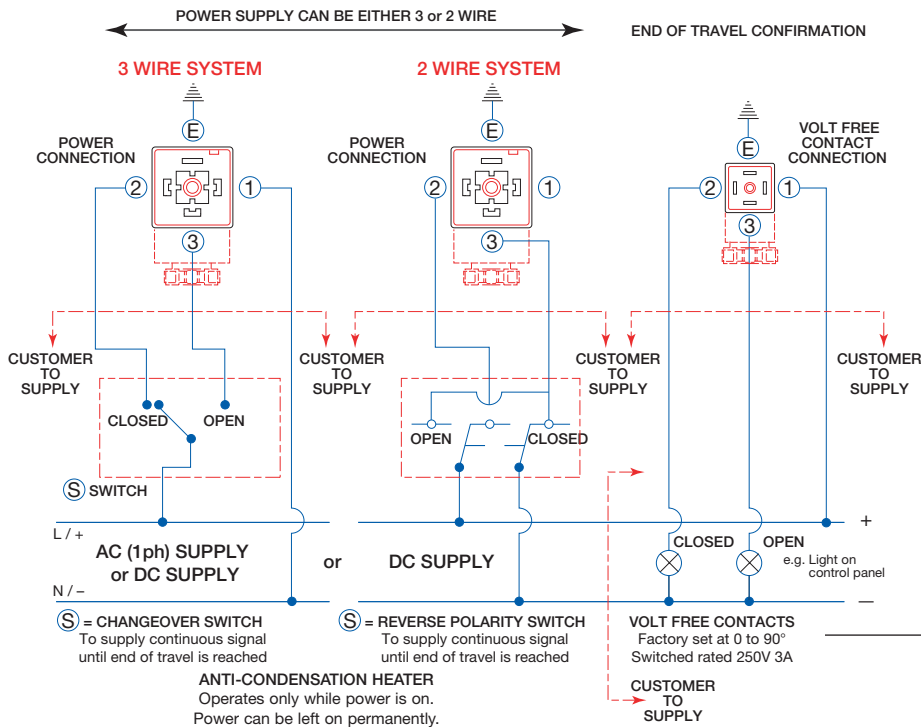 POWER SUPPLY CAN BE EITHER 3 or 2 WIRE
END OF TRAVEL CONFIRMATION
3 WIRE SYSTEM
2 WIRE SYSTEM
E
POWER
CONNECTION
2
1
3
E
POWER
CONNECTION
2
1
3
E
VOLT FREE
CONTACT
CONNECTION
2
1
3
CUSTOMER
TO
SUPPLY
CUSTOMER
TO
SUPPLY
CUSTOMER
TO
SUPPLY
CUSTOMER
TO
SUPPLY
CLOSED
OPEN
OPEN
CLOSED
S SWITCH
L / +
+
AC (1ph) SUPPLY
or DC SUPPLY
or
DC SUPPLY
CLOSED
OPEN
e.g. Light on
control panel
N / –
–
S = CHANGEOVER SWITCH
To supply continuous signal
until end of travel is reached
S = REVERSE POLARITY SWITCH
To supply continuous signal
until end of travel is reached
VOLT FREE CONTACTS
Factory set at 0 to 90°
Switched rated 250V 3A
ANTI-CONDENSATION HEATER
Operates only while power is on.
Power can be left on permanently.
CUSTOMER
TO
SUPPLY